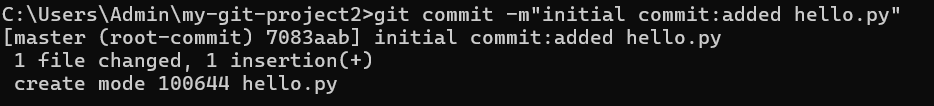 C:\Users\Admin\my-git-project2>git commit -m"initial commit:added hello.py"
[master (root-commit) 7083aab] initial commit:added hello.py
 1 file changed, 1 insertion(+)
 create mode 100644 hello.py